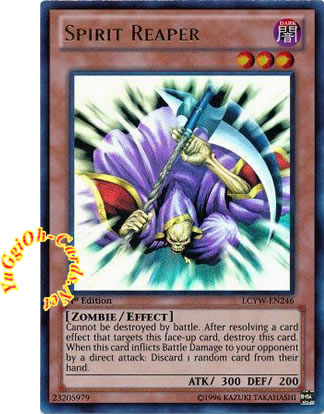 SPIRIT REAPER
DARK
闇
YuGgiOh-Cards.Net
1st Edition
LCYW-EN246
[ZOMBIE / EFFECT]
Cannot be destroyed by battle. After resolving a card
effect that targets this face-up card, destroy this card.
When this card inflicts Battle Damage to your opponent
by a direct attack: Discard 1 random card from their
hand.
ATK/ 300 DEF/ 200
23205979
©1996 KAZUKI TAKAHASHI